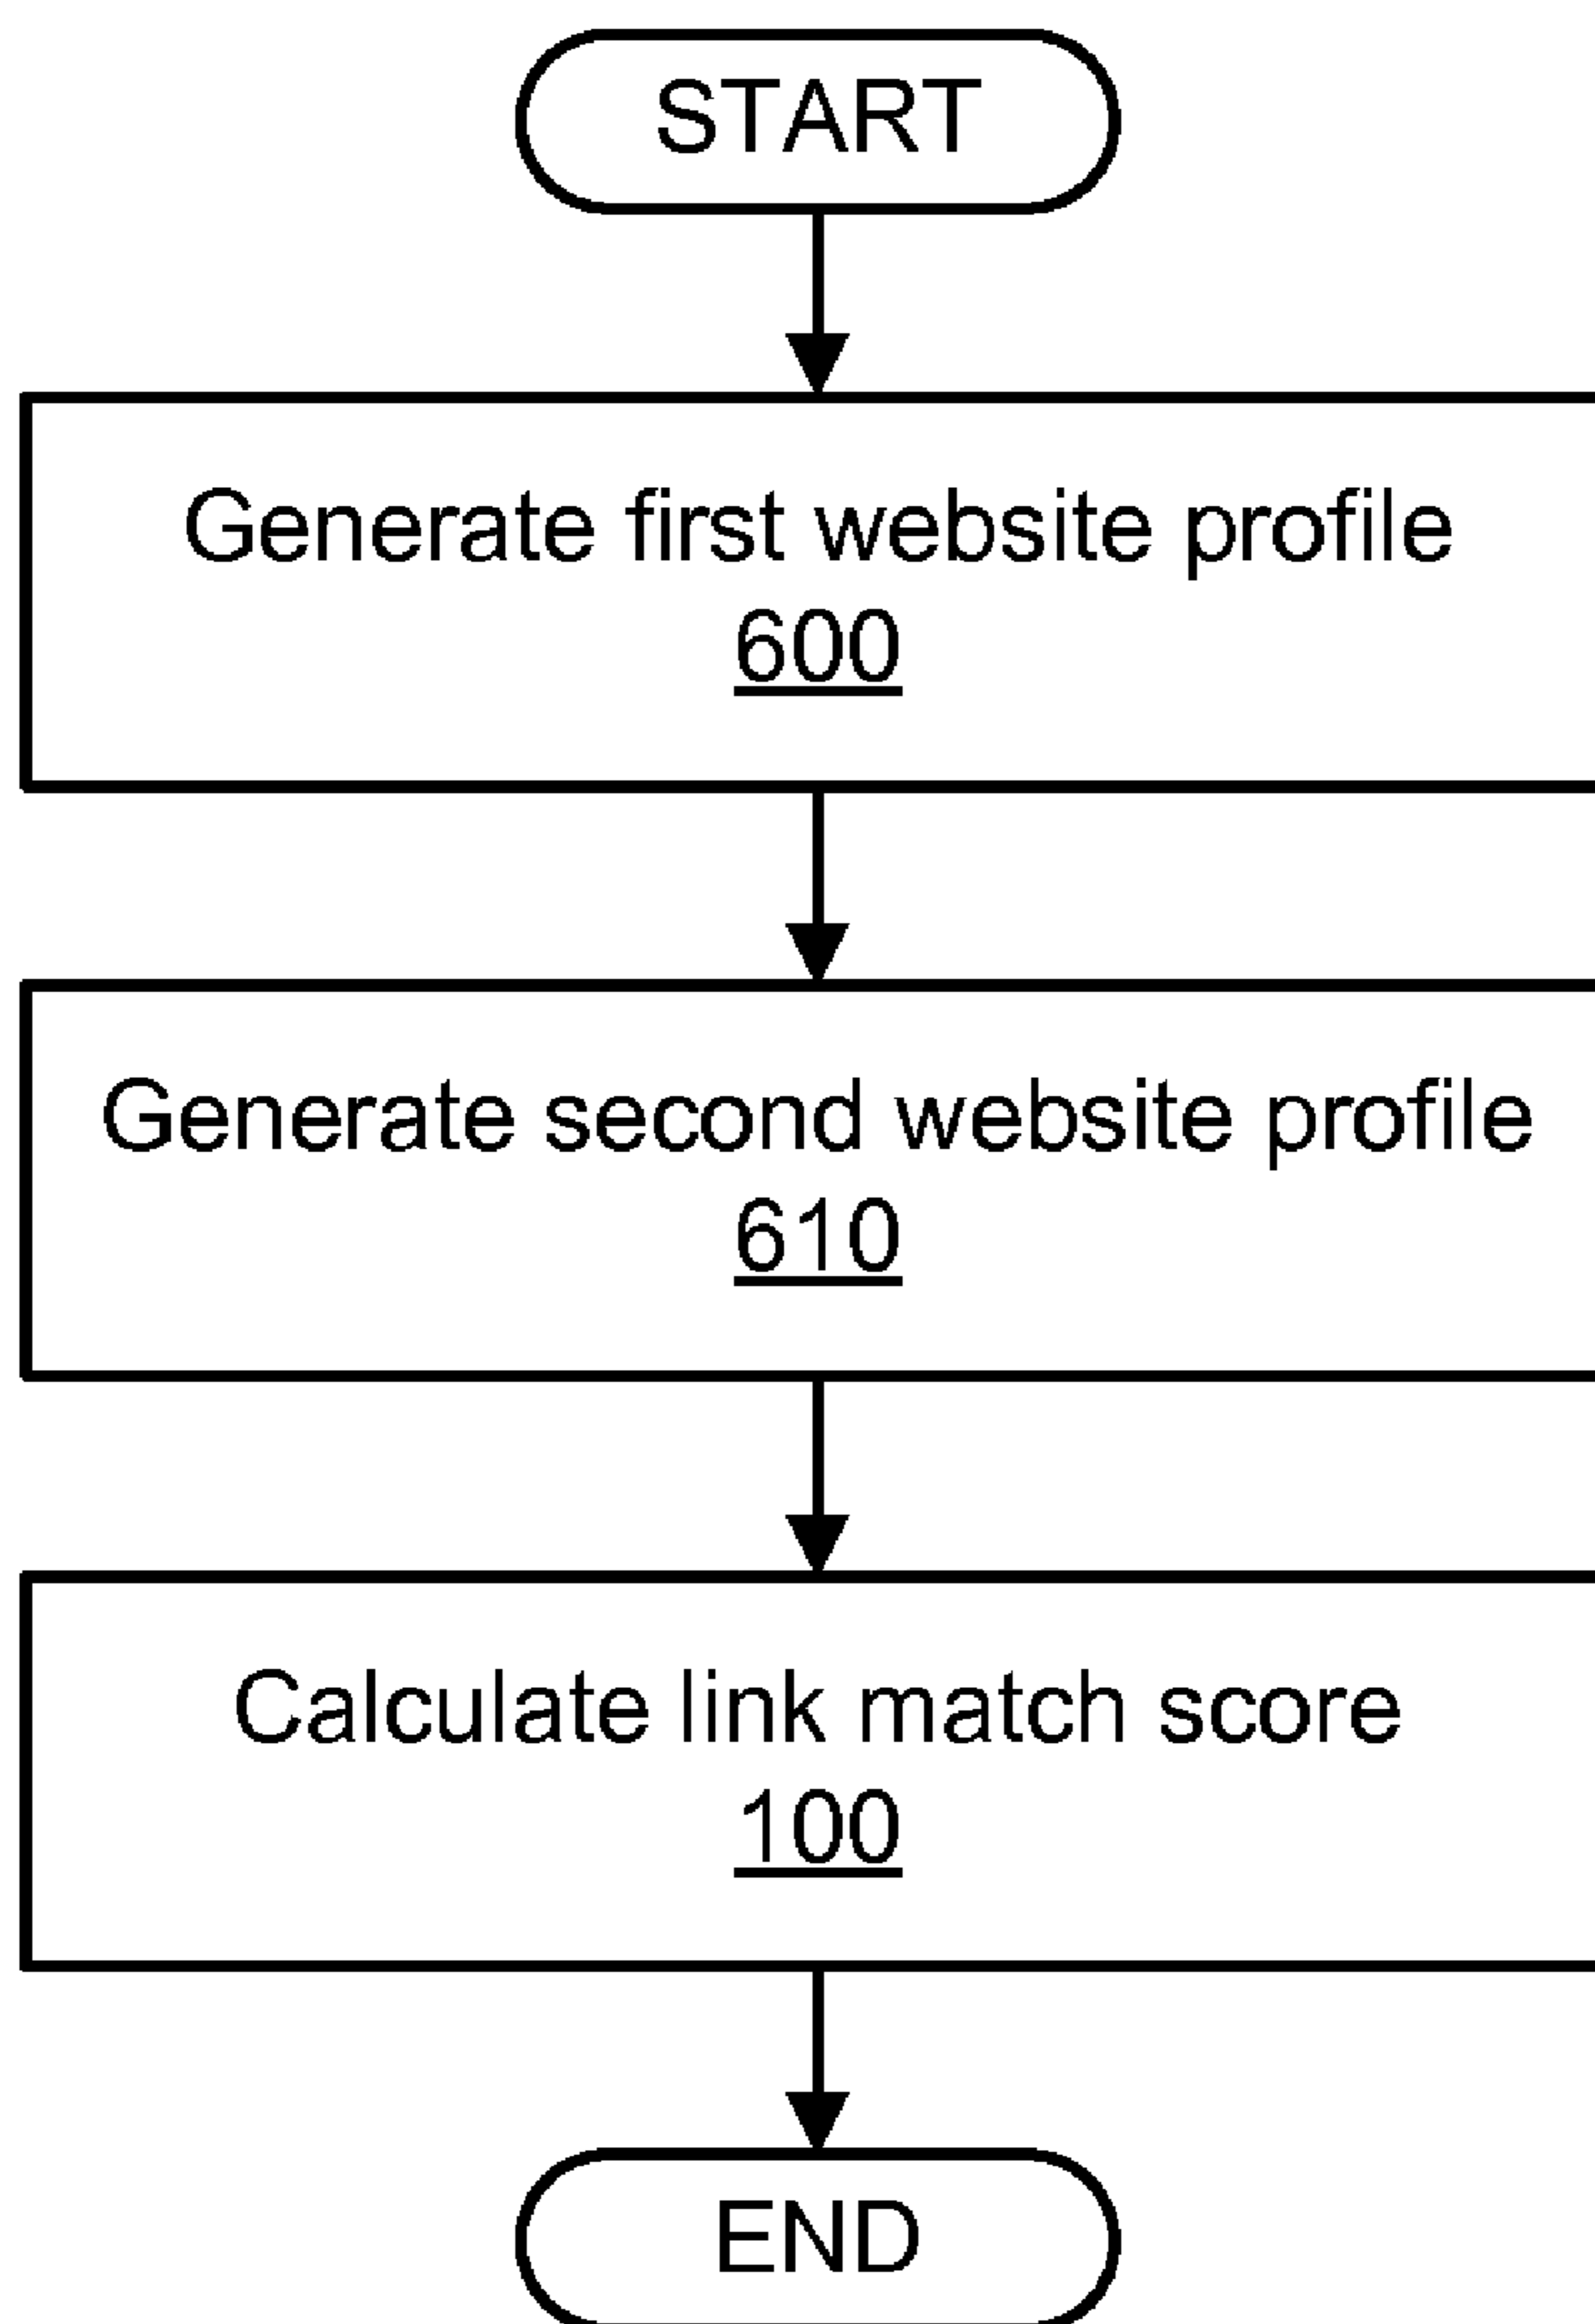 START
Generate first website profile
600
Generate second website profile
610
Calculate link match score
100
END